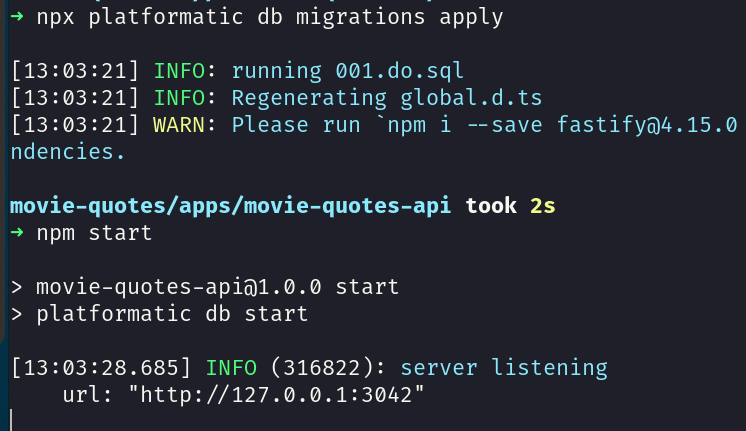 → npx platformatic db migrations apply
[13:03:21] INFO: running 001.do.sql
[13:03:21] INFO: Regenerating global.d.ts
[13:03:21] WARN: Please run `npm i --save fastify@4.15.0
ndencies.
movie-quotes/apps/movie-quotes-api took 2s
→ npm start
> movie-quotes-api@1.0.0 start
> platformatic db start
[13:03:28.685] INFO (316822): server listening
url: "http://127.0.0.1:3042"